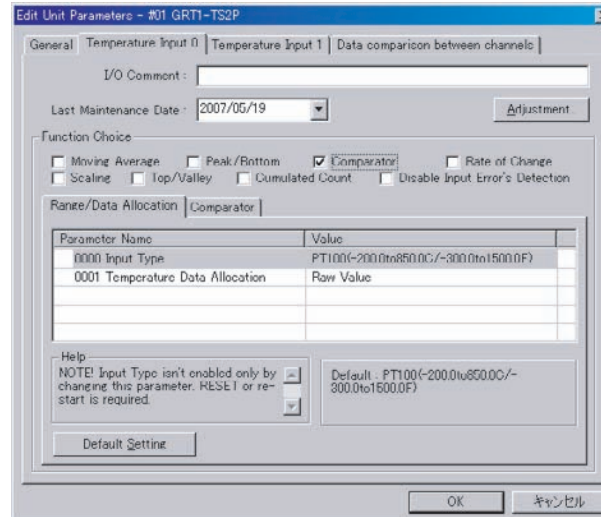 Edit Unit Parameters - #01 GRT1-TS2P
General Temperature Input 0 Temperature Input 1 Data comparison between channels
I/O Comment :
Last Maintenance Date : 2007/05/19 Adjustment...
Function Choice
Moving Average Peak/Bottom Comparator Rate of Change
Scaling Top/Valley Cumulated Count Disable Input Error's Detection
Range/Data Allocation Comparator
Parameter Name Value
0000 Input Type PT100(-200.0to850.0C/-300.0to1500.0F)
0001 Temperature Data Allocation Raw Value
Help
NOTE! Input Type isn't enabled only by
changing this parameter. RESET or re-
start is required.
Default : PT100(-200.0to850.0C/-
300.0to1500.0F)
Default Setting
OK キャンセル